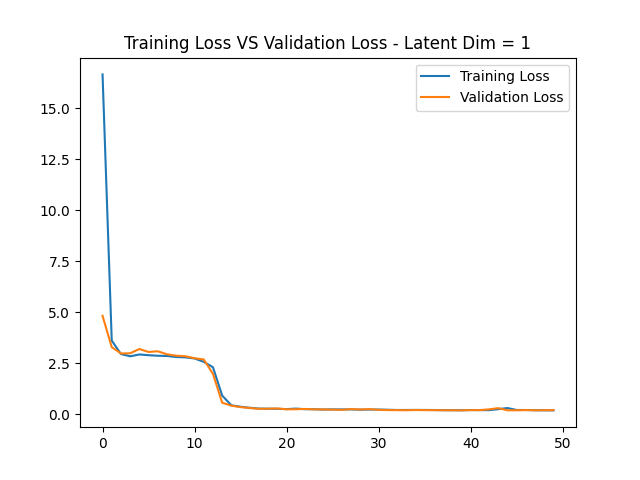 Training Loss VS Validation Loss - Latent Dim = 1
Training Loss
Validation Loss
15.0
12.5
10.0
7.5
5.0
2.5
0.0
0 10 20 30 40 50